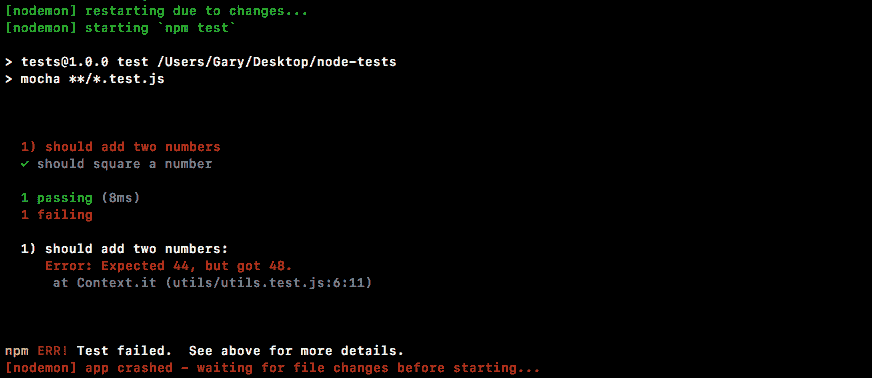 [nodemon] restarting due to changes...
[nodemon] starting `npm test`
> tests@1.0.0 test /Users/Gary/Desktop/node-tests
> mocha **/*.test.js
1) should add two numbers
✓ should square a number
1 passing (8ms)
1 failing
1) should add two numbers:
Error: Expected 44, but got 48.
at Context.it (utils/utils.test.js:6:11)
npm ERR! Test failed.  See above for more details.
[nodemon] app crashed - waiting for file changes before starting...